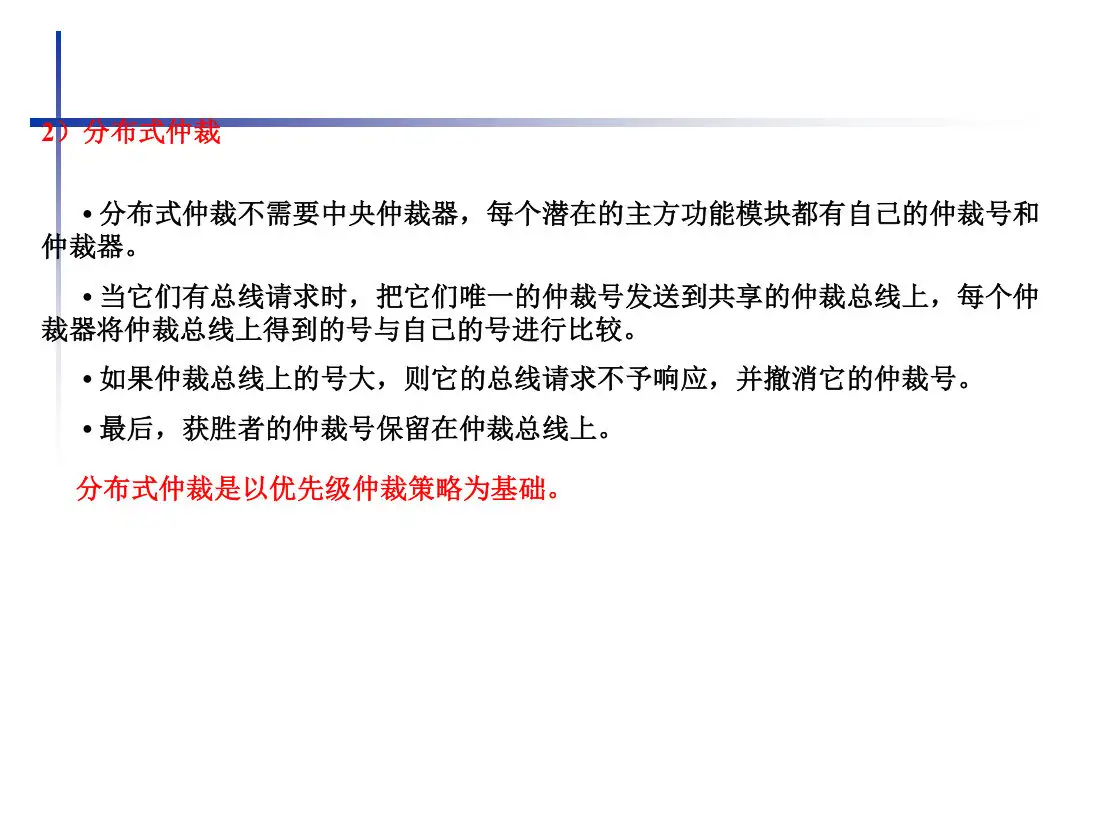 2）分布式仲裁
• 分布式仲裁不需要中央仲裁器，每个潜在的主方功能模块都有自己的仲裁号和
仲裁器。
• 当它们有总线请求时，把它们唯一的仲裁号发送到共享的仲裁总线上，每个仲
裁器将仲裁总线上得到的号与自己的号进行比较。
• 如果仲裁总线上的号大，则它的总线请求不予响应，并撤消它的仲裁号。
• 最后，获胜者的仲裁号保留在仲裁总线上。
分布式仲裁是以优先级仲裁策略为基础。